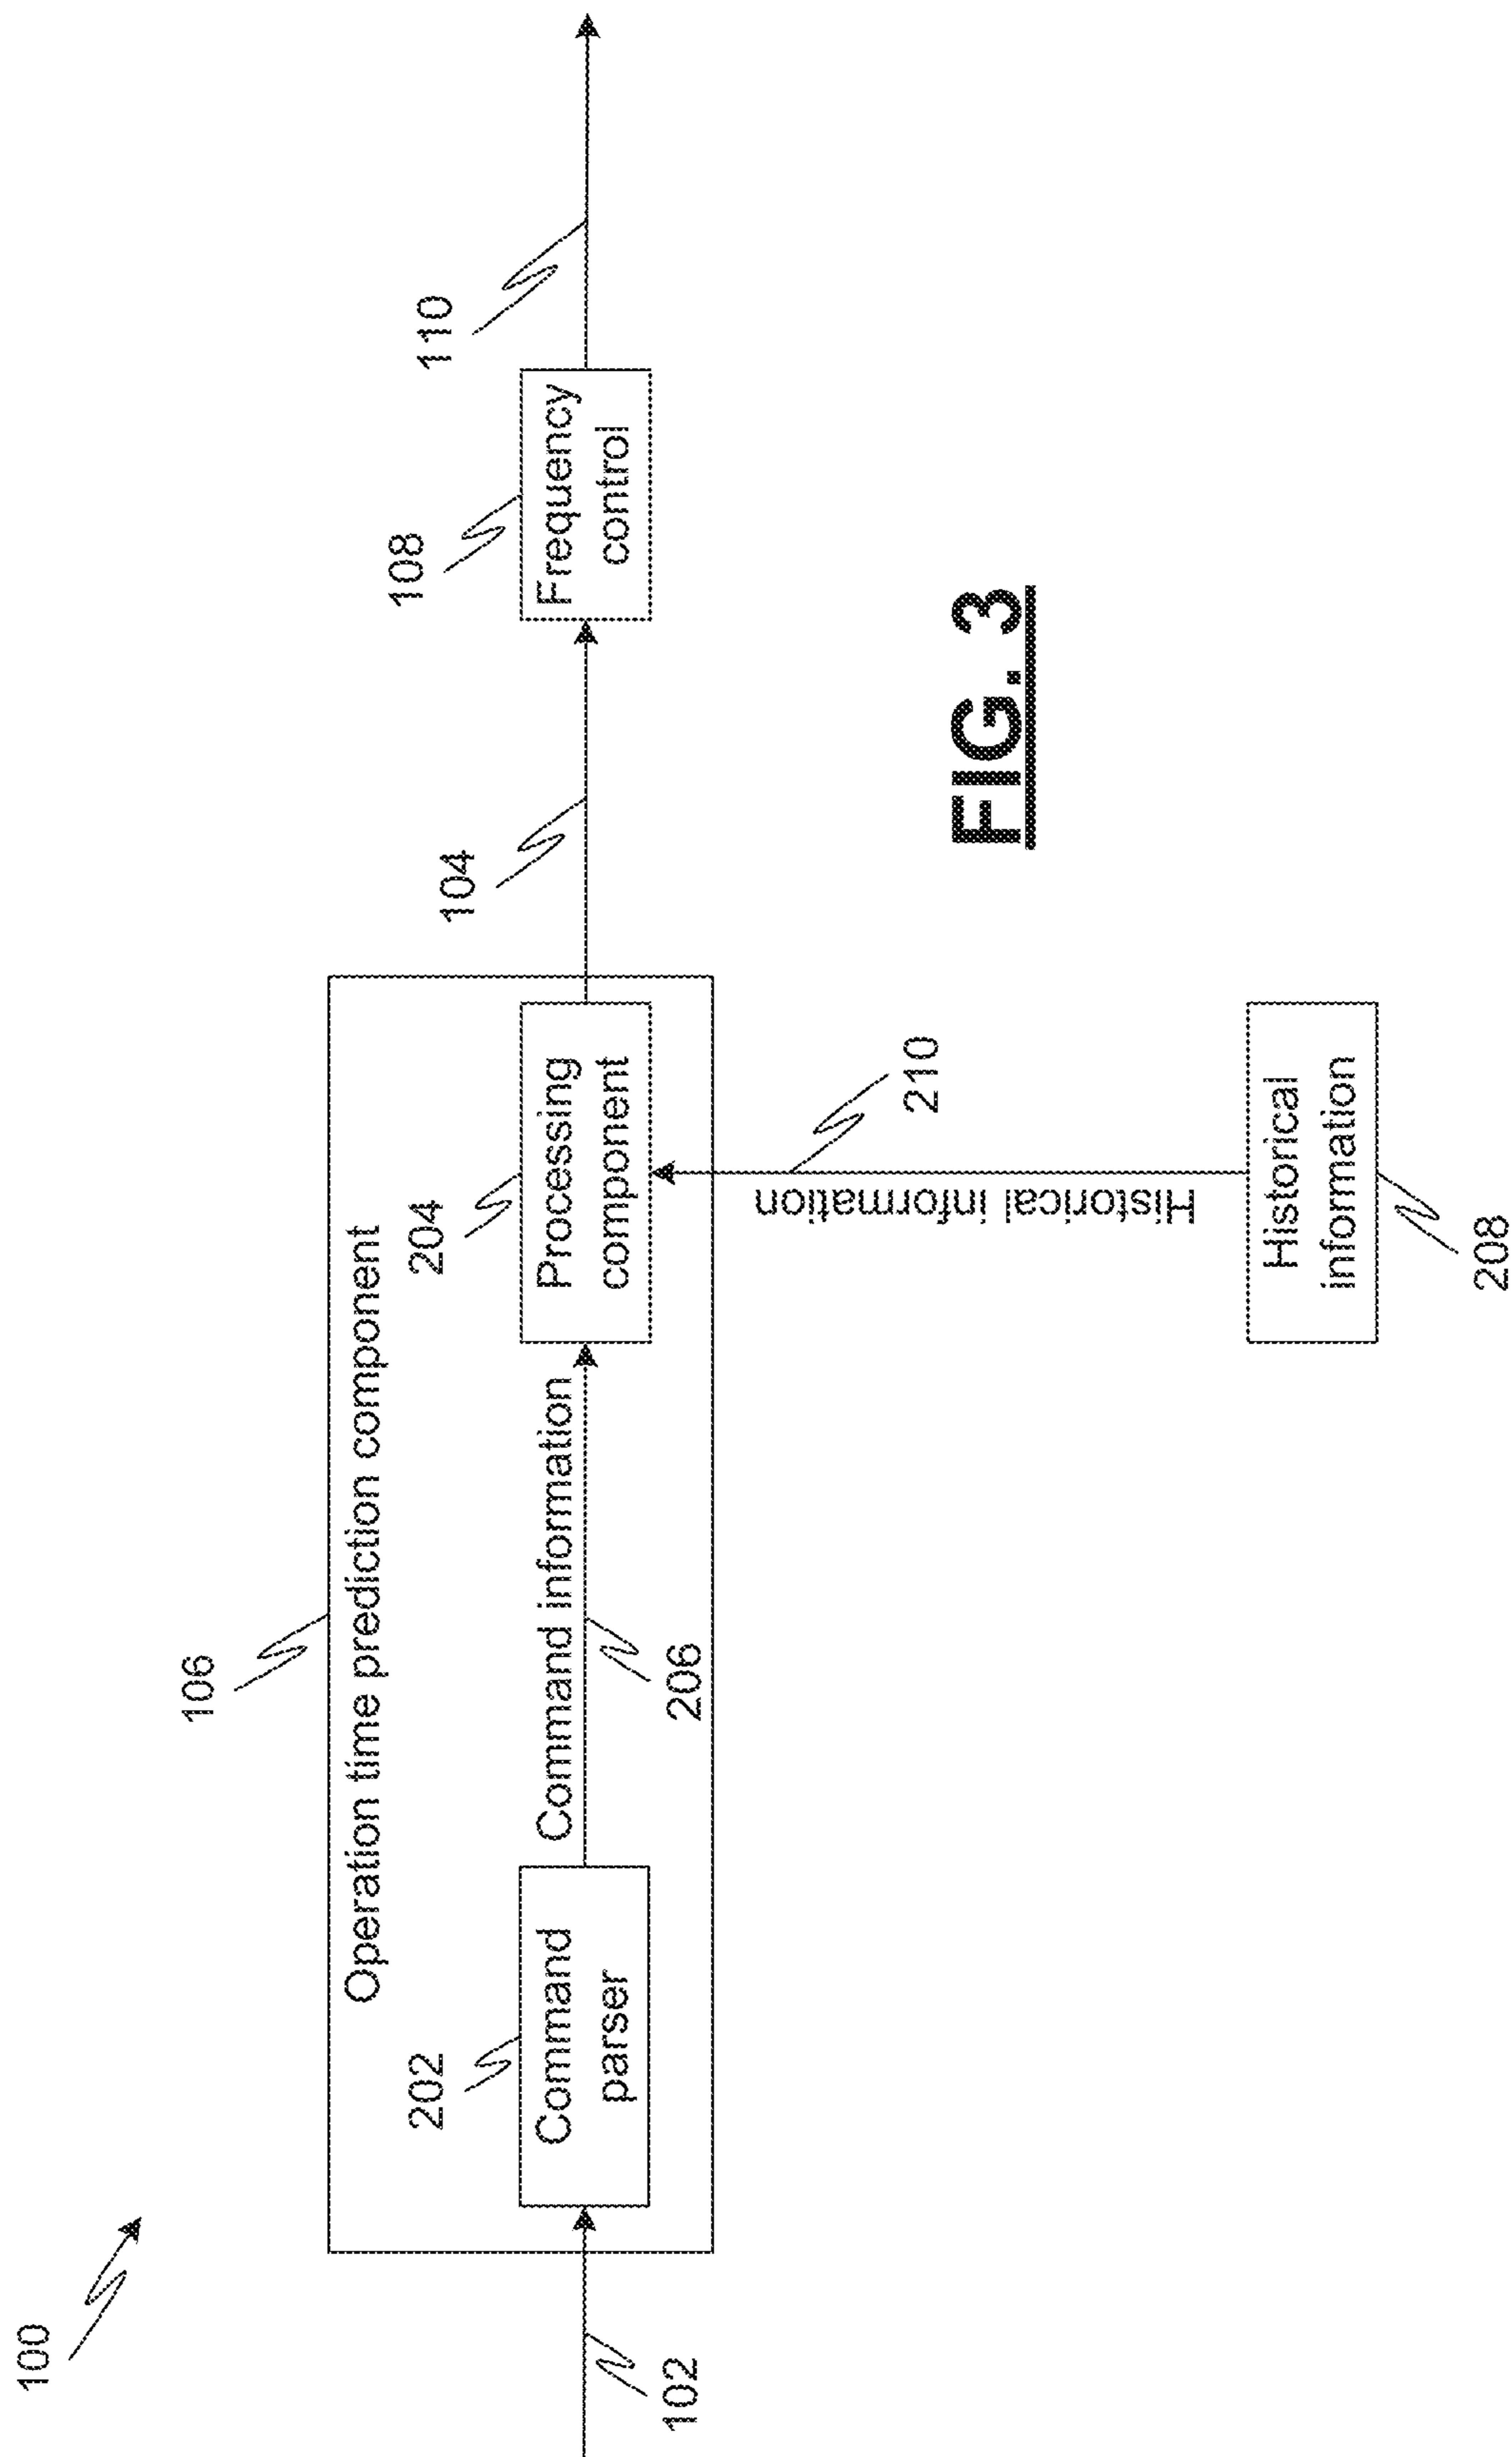 100
106
Operation time prediction component
102
202
Command
parser
Command information
206
204
Processing
component
104
108
Frequency
control
110
Historical information
210
Historical
information
208
FIG. 3